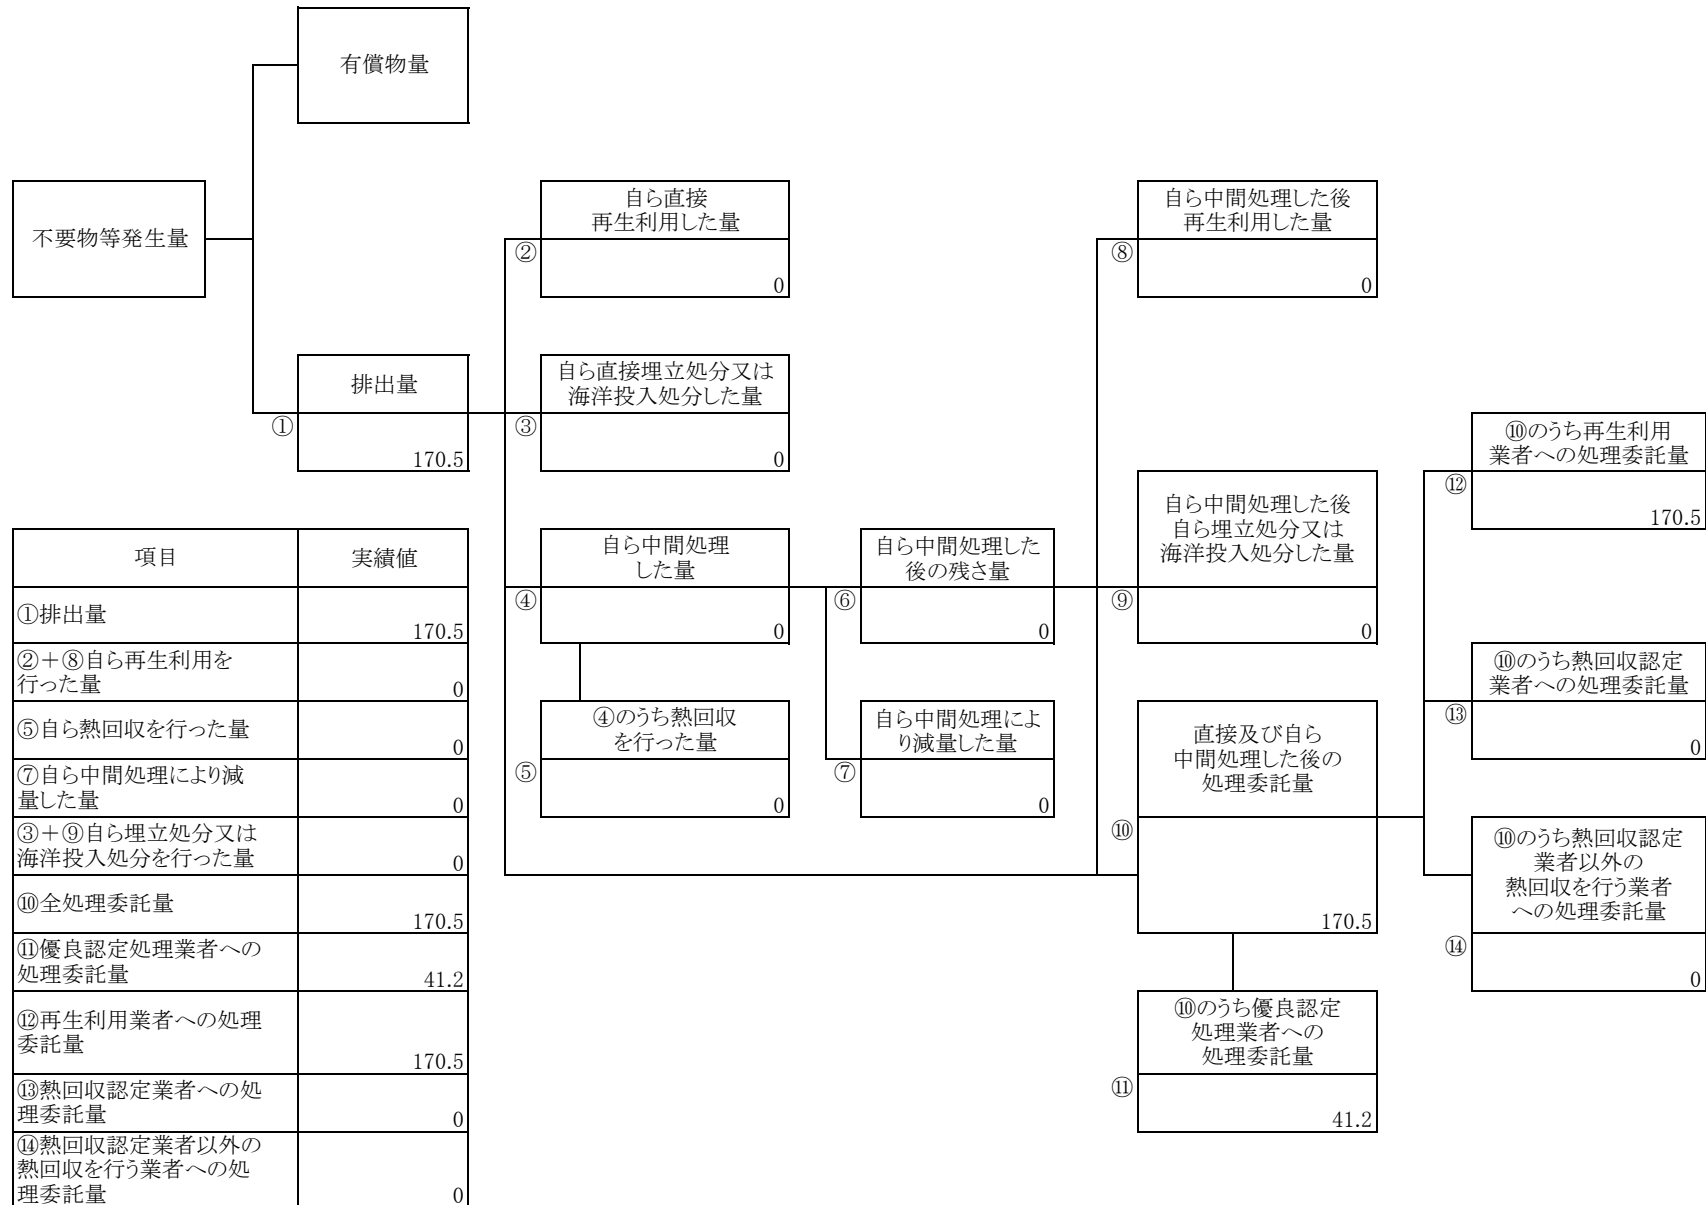 有償物量
不要物等発生量
自ら直接
再生利用した量
②
0
自ら中間処理した後
再生利用した量
⑧
0
排出量
①
170.5
自ら直接埋立処分又は
海洋投入処分した量
③
0
⑩のうち再生利用
業者への処理委託量
⑫
170.5
自ら中間処理
した量
④
0
自ら中間処理した
後の残さ量
⑥
0
自ら中間処理した後
自ら埋立処分又は
海洋投入処分した量
⑨
0
⑩のうち熱回収認定
業者への処理委託量
⑬
0
④のうち熱回収
を行った量
⑤
0
自ら中間処理によ
り減量した量
⑦
0
直接及び自ら
中間処理した後の
処理委託量
⑩
170.5
⑩のうち熱回収認定
業者以外の
熱回収を行う業者
への処理委託量
⑭
0
⑩のうち優良認定
処理業者への
処理委託量
⑪
41.2
項目 実績値
①排出量
170.5
②＋⑧自ら再生利用を
行った量
0
⑤自ら熱回収を行った量
0
⑦自ら中間処理により減
量した量
0
③＋⑨自ら埋立処分又は
海洋投入処分を行った量
0
⑩全処理委託量
170.5
⑪優良認定処理業者への
処理委託量
41.2
⑫再生利用業者への処理
委託量
170.5
⑬熱回収認定業者への処
理委託量
0
⑭熱回収認定業者以外の
熱回収を行う業者への処
理委託量
0